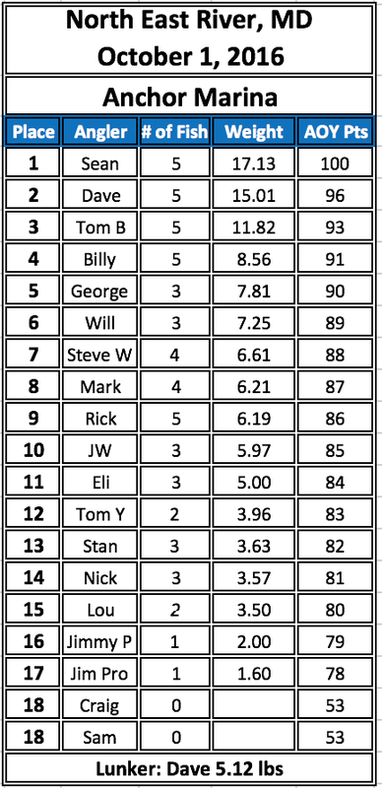 North East River, MD
October 1, 2016
Anchor Marina
Place Angler # of Fish Weight AOY Pts
1 Sean 5 17.13 100
2 Dave 5 15.01 96
3 Tom B 5 11.82 93
4 Billy 5 8.56 91
5 George 3 7.81 90
6 Will 3 7.25 89
7 Steve W 4 6.61 88
8 Mark 4 6.21 87
9 Rick 5 6.19 86
10 JW 3 5.97 85
11 Eli 3 5.00 84
12 Tom Y 2 3.96 83
13 Stan 3 3.63 82
14 Nick 3 3.57 81
15 Lou 2 3.50 80
16 Jimmy P 1 2.00 79
17 Jim Pro 1 1.60 78
18 Craig 0 53
18 Sam 0 53
Lunker: Dave 5.12 lbs